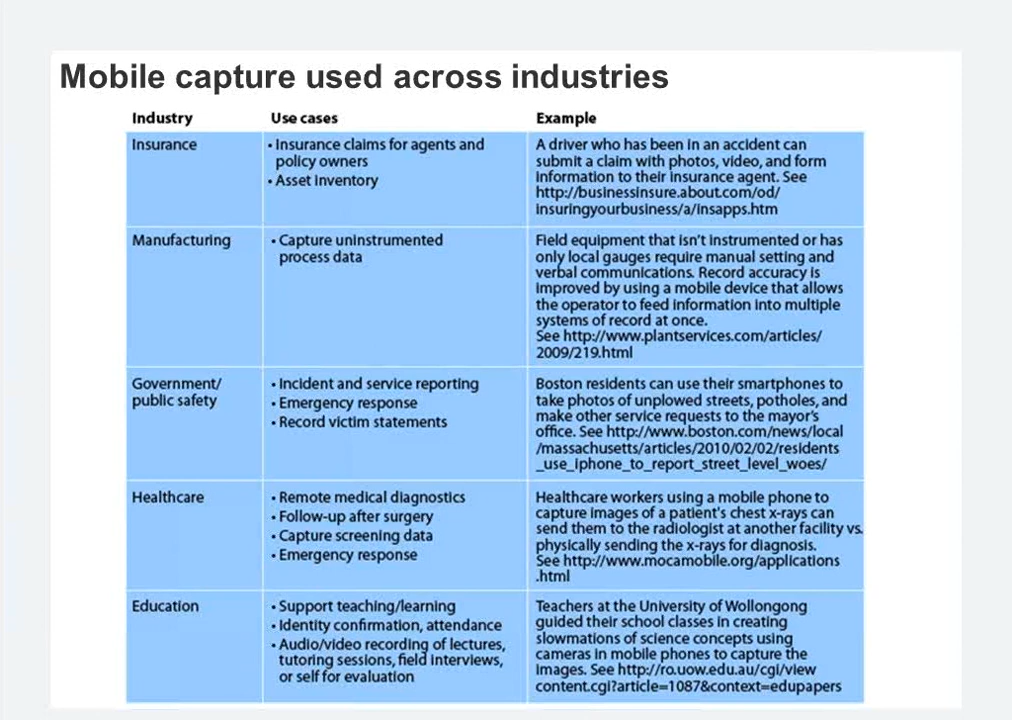 Mobile capture used across industries
Industry
Use cases
Example
Insurance
• Insurance claims for agents and
policy owners
• Asset inventory
A driver who has been in an accident can
submit a claim with photos, video, and form
information to their insurance agent. See
http://businessinsure.about.com/od/
insuringyourbusiness/a/insapps.htm
Manufacturing
• Capture uninstrumented
process data
Field equipment that isn't instrumented or has
only local gauges require manual setting and
verbal communications. Record accuracy is
improved by using a mobile device that allows
the operator to feed information into multiple
systems of record at once.
See http://www.plantservices.com/articles/
2009/219.html
Government/
public safety
• Incident and service reporting
• Emergency response
• Record victim statements
Boston residents can use their smartphones to
take photos of unplowed streets, potholes, and
make other service requests to the mayor's
office. See http://www.boston.com/news/local
/massachusetts/articles/2010/02/02/residents
_use_iphone_to_report_street_level_woes/
Healthcare
• Remote medical diagnostics
• Follow-up after surgery
• Capture screening data
• Emergency response
Healthcare workers using a mobile phone to
capture images of a patient's chest x-rays can
send them to the radiologist at another facility vs.
physically sending the x-rays for diagnosis.
See http://www.mocamobile.org/applications
.html
Education
• Support teaching/learning
• Identity confirmation, attendance
• Audio/video recording of lectures,
tutoring sessions, field interviews,
or self for evaluation
Teachers at the University of Wollongong
guided their school classes in creating
slowmations of science concepts using
cameras in mobile phones to capture the
images. See http://ro.uow.edu.au/cgi/view
content.cgi?article=1087&context=edupapers